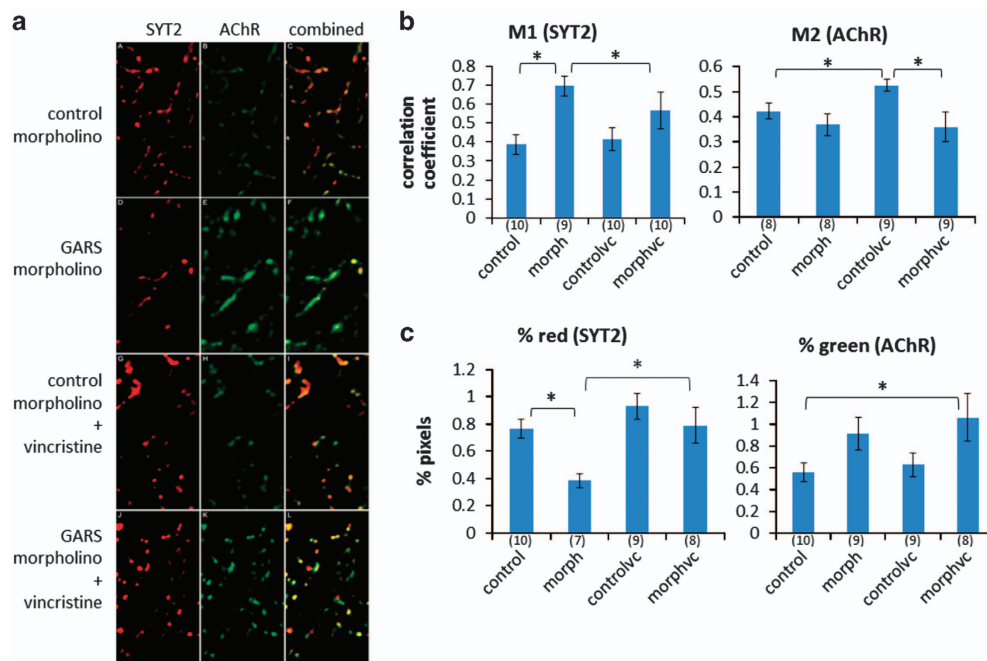 a
SYT2 AChR combined
control
morpholino
GARS
morpholino
control
morpholino
+
vincristine
GARS
morpholino
+
vincristine
A B C
D E F
G H I
J K L
b
M1 (SYT2)
correlation
coefficient
0.8
0.7
0.6
0.5
0.4
0.3
0.2
0.1
0
* *
(10) (9) (10) (10)
control morph controlvc morphvc
M2 (AChR)
0.6
0.5
0.4
0.3
0.2
0.1
0
* *
(8) (8) (9) (9)
control morph controlvc morphvc
c
% red (SYT2)
% pixels
1.2
1
0.8
0.6
0.4
0.2
0
* *
(10) (7) (9) (8)
control morph controlvc morphvc
% green (AChR)
1.4
1.2
1
0.8
0.6
0.4
0.2
0
*
(10) (9) (9) (8)
control morph controlvc morphvc